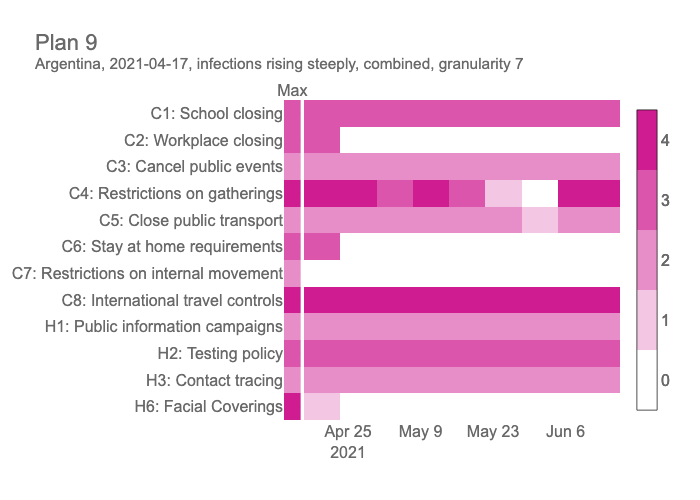 Plan 9
Argentina, 2021-04-17, infections rising steeply, combined, granularity 7
Max
C1: School closing
C2: Workplace closing
C3: Cancel public events
C4: Restrictions on gatherings
C5: Close public transport
C6: Stay at home requirements
C7: Restrictions on internal movement
C8: International travel controls
H1: Public information campaigns
H2: Testing policy
H3: Contact tracing
H6: Facial Coverings
Apr 25 May 9 May 23 Jun 6
2021
4
3
2
1
0